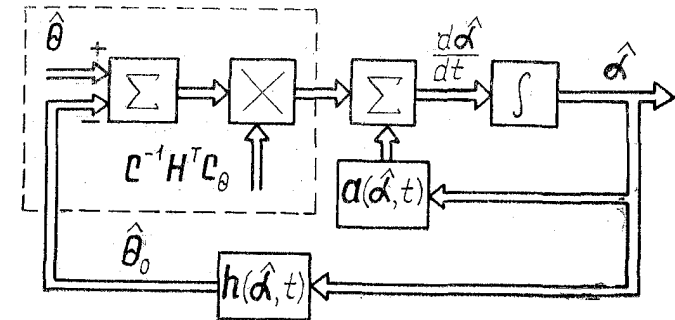 θ̂
+
Σ
×
Σ
dα̂/dt
∫
α̂
−
C⁻¹HᵀC_θ
a(α̂,t)
θ̂₀
h(α̂,t)